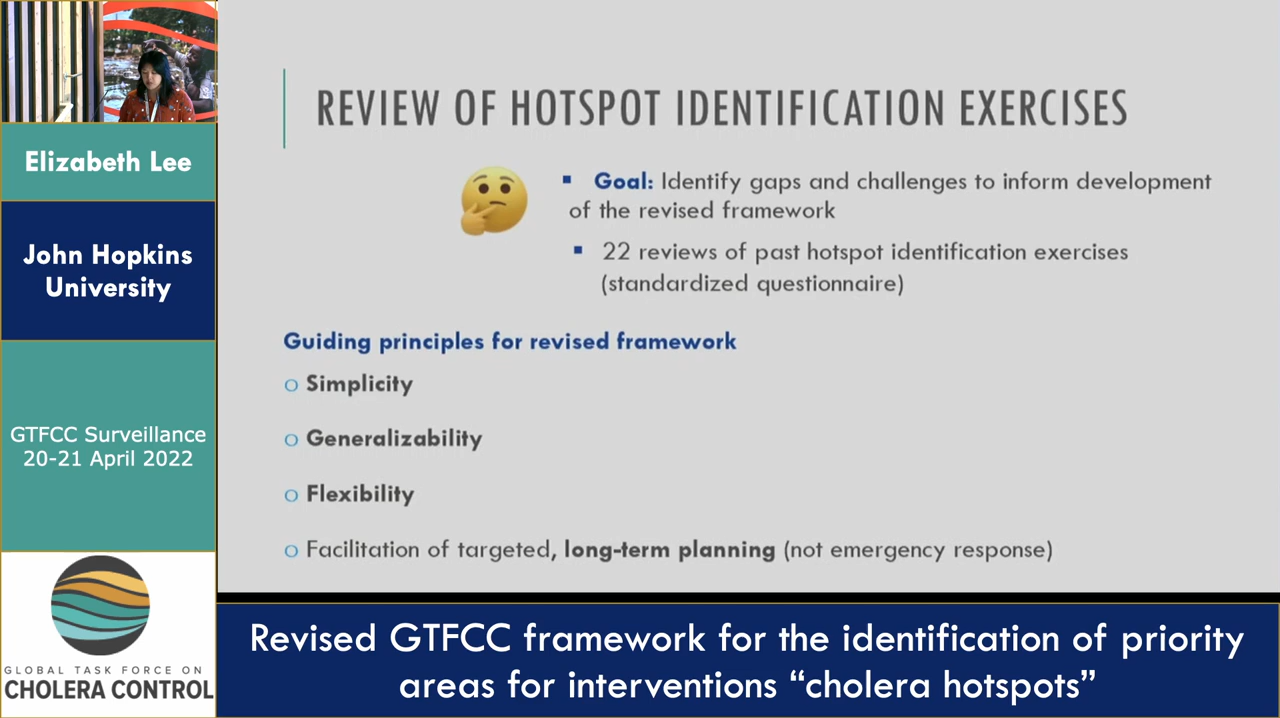 Elizabeth Lee
John Hopkins
University
GTFCC Surveillance
20-21 April 2022
GLOBAL TASK FORCE ON
CHOLERA CONTROL
REVIEW OF HOTSPOT IDENTIFICATION EXERCISES
▪ Goal: Identify gaps and challenges to inform development
of the revised framework
▪ 22 reviews of past hotspot identification exercises
(standardized questionnaire)
Guiding principles for revised framework
o Simplicity
o Generalizability
o Flexibility
o Facilitation of targeted, long-term planning (not emergency response)
Revised GTFCC framework for the identification of priority
areas for interventions “cholera hotspots”